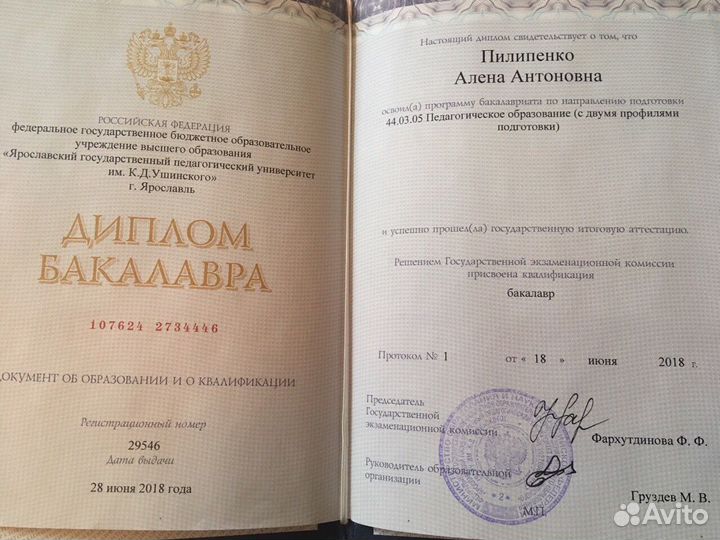 РОССИЙСКАЯ ФЕДЕРАЦИЯ
федеральное государственное бюджетное образовательное
учреждение высшего образования
«Ярославский государственный педагогический университет
им. К.Д.Ушинского»
г. Ярославль
ДИПЛОМ
БАКАЛАВРА
107624 2734446
ДОКУМЕНТ ОБ ОБРАЗОВАНИИ И О КВАЛИФИКАЦИИ
Регистрационный номер
29546
Дата выдачи
28 июня 2018 года
Настоящий диплом свидетельствует о том, что
Пилипенко
Алена Антоновна
освоил(а) программу бакалавриата по направлению подготовки
44.03.05 Педагогическое образование (с двумя профилями
подготовки)
и успешно прошел(ла) государственную итоговую аттестацию.
Решением Государственной экзаменационной комиссии
присвоена квалификация
бакалавр
Протокол № 1 от « 18 » июня 2018 г.
Председатель
Государственной
экзаменационной комиссии
Фархутдинова Ф. Ф.
Руководитель образовательной
организации
Груздев М. В.
М.П.
Avito